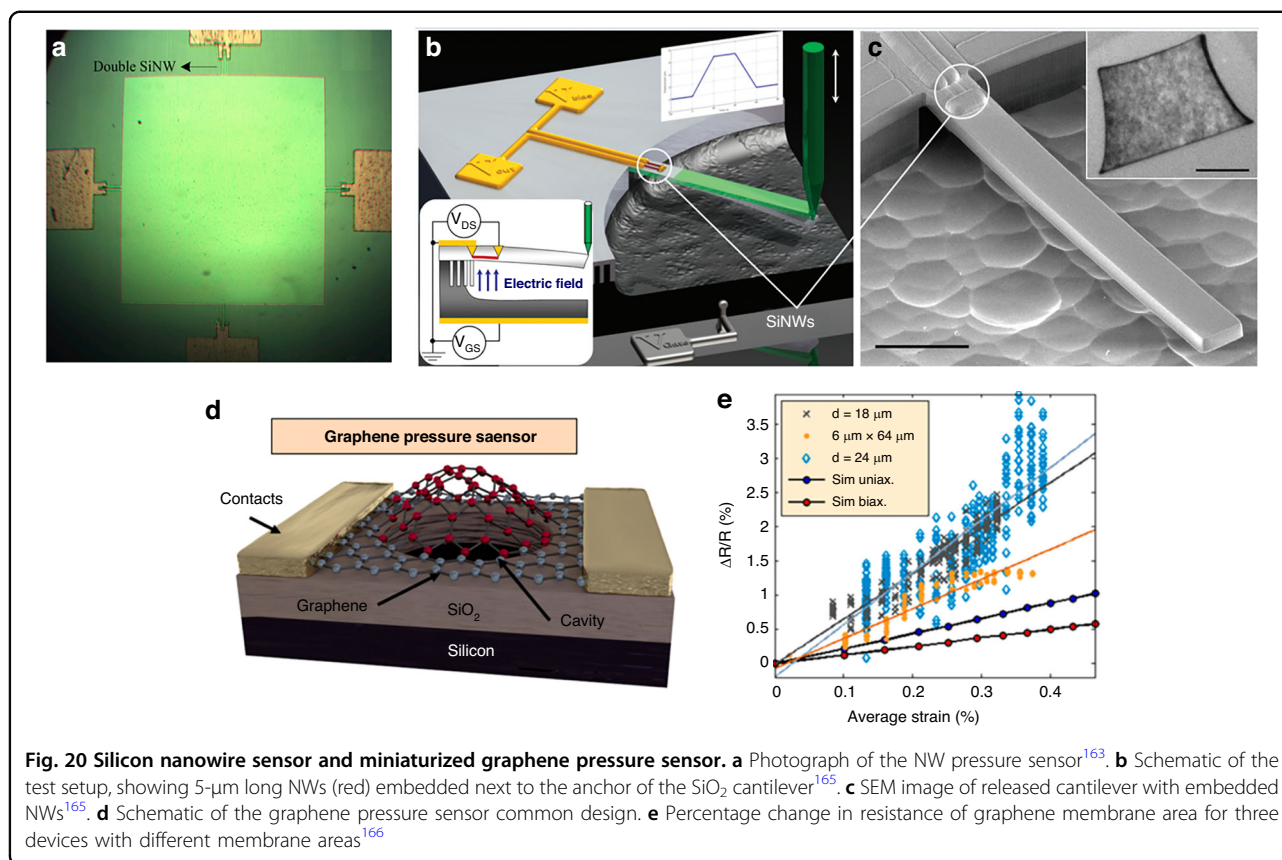 a
Double SiNW
b
bias
out
V_DS
Electric field
V_GS
SiNWs
c
d
Graphene pressure saensor
Contacts
Graphene
SiO2
Cavity
Silicon
e
d = 18 μm
6 μm × 64 μm
d = 24 μm
Sim uniax.
Sim biax.
3.5
3
2.5
2
1.5
1
0.5
0
ΔR/R (%)
0 0.1 0.2 0.3 0.4
Average strain (%)
Fig. 20 Silicon nanowire sensor and miniaturized graphene pressure sensor. a Photograph of the NW pressure sensor163. b Schematic of the
test setup, showing 5-μm long NWs (red) embedded next to the anchor of the SiO2 cantilever165. c SEM image of released cantilever with embedded
NWs165. d Schematic of the graphene pressure sensor common design. e Percentage change in resistance of graphene membrane area for three
devices with different membrane areas166